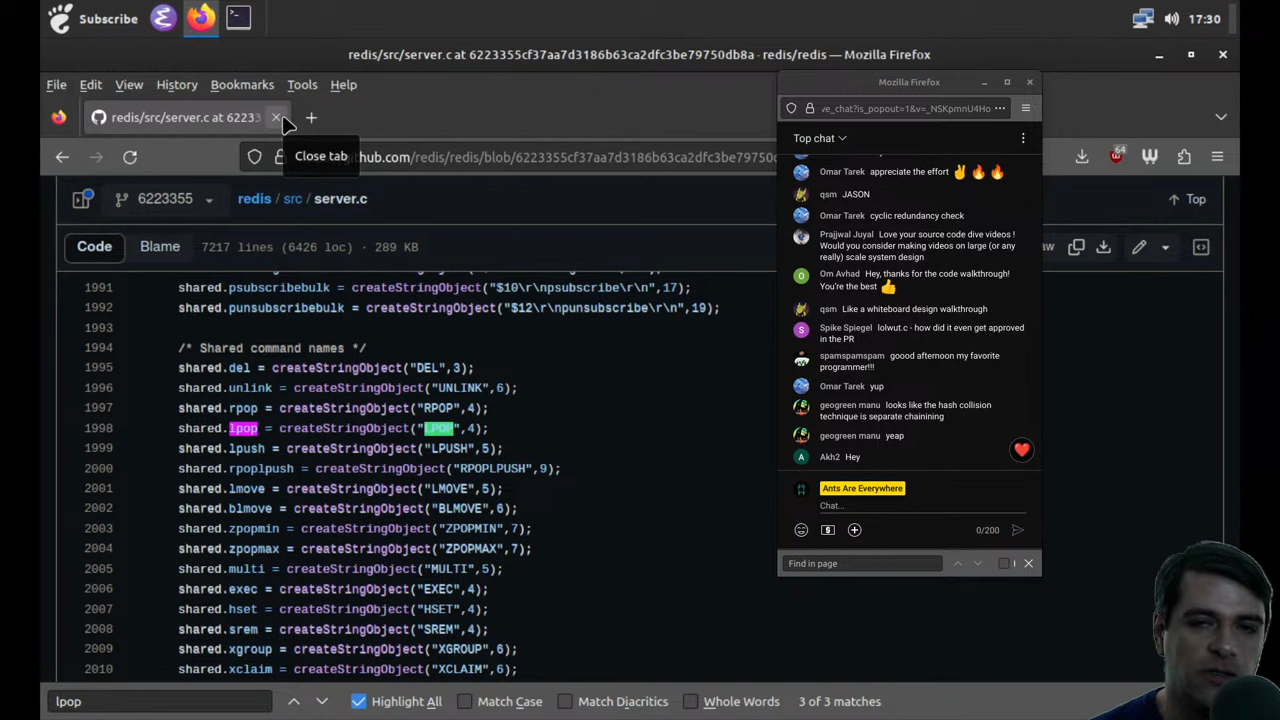 Subscribe
17:30
redis/src/server.c at 6223355cf37aa7d3186b63ca2dfc3be79750db8a · redis/redis — Mozilla Firefox
File Edit View History Bookmarks Tools Help
redis/src/server.c at 62233
Close tab
hub.com/redis/redis/blob/6223355cf37aa7d3186b63ca2dfc3be79750dc
64
6223355
redis / src / server.c
Top
Code Blame 7217 lines (6426 loc) · 289 KB
aw
1991 shared.psubscribebulk = createStringObject("$10\r\npsubscribe\r\n",17);
1992 shared.punsubscribebulk = createStringObject("$12\r\npunsubscribe\r\n",19);
1993
1994 /* Shared command names */
1995 shared.del = createStringObject("DEL",3);
1996 shared.unlink = createStringObject("UNLINK",6);
1997 shared.rpop = createStringObject("RPOP",4);
1998 shared.lpop = createStringObject("LPOP",4);
1999 shared.lpush = createStringObject("LPUSH",5);
2000 shared.rpoplpush = createStringObject("RPOPLPUSH",9);
2001 shared.lmove = createStringObject("LMOVE",5);
2002 shared.blmove = createStringObject("BLMOVE",6);
2003 shared.zpopmin = createStringObject("ZPOPMIN",7);
2004 shared.zpopmax = createStringObject("ZPOPMAX",7);
2005 shared.multi = createStringObject("MULTI",5);
2006 shared.exec = createStringObject("EXEC",4);
2007 shared.hset = createStringObject("HSET",4);
2008 shared.srem = createStringObject("SREM",4);
2009 shared.xgroup = createStringObject("XGROUP",6);
2010 shared.xclaim = createStringObject("XCLAIM",6);
Mozilla Firefox
ve_chat?is_popout=1&v=_NSKpmnU4Ho
Top chat
Omar Tarek appreciate the effort ✌️🔥🔥
qsm JASON
Omar Tarek cyclic redundancy check
Prajjwal Juyal Love your source code dive videos !
Would you consider making videos on large (or any
really) scale system design
O Om Avhad Hey, thanks for the code walkthrough!
You're the best 👍
qsm Like a whiteboard design walkthrough
S Spike Spiegel lolwut.c - how did it even get approved
in the PR
spamspamspam goood afternoon my favorite
programmer!!!
Omar Tarek yup
geogreen manu looks like the hash collision
technique is separate chainining
geogreen manu yeap
A Akh2 Hey
Ants Are Everywhere
Chat...
0/200
Find in page
lpop
Highlight All Match Case Match Diacritics Whole Words 3 of 3 matches